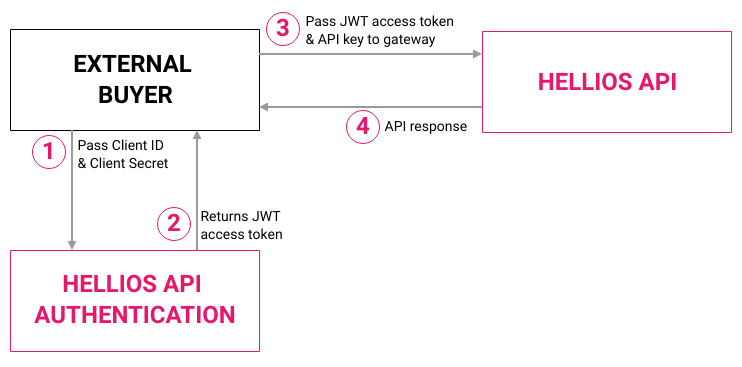 EXTERNAL
BUYER
3
Pass JWT access token
& API key to gateway
HELLIOS API
4
API response
1
Pass Client ID
& Client Secret
2
Returns JWT
access token
HELLIOS API
AUTHENTICATION